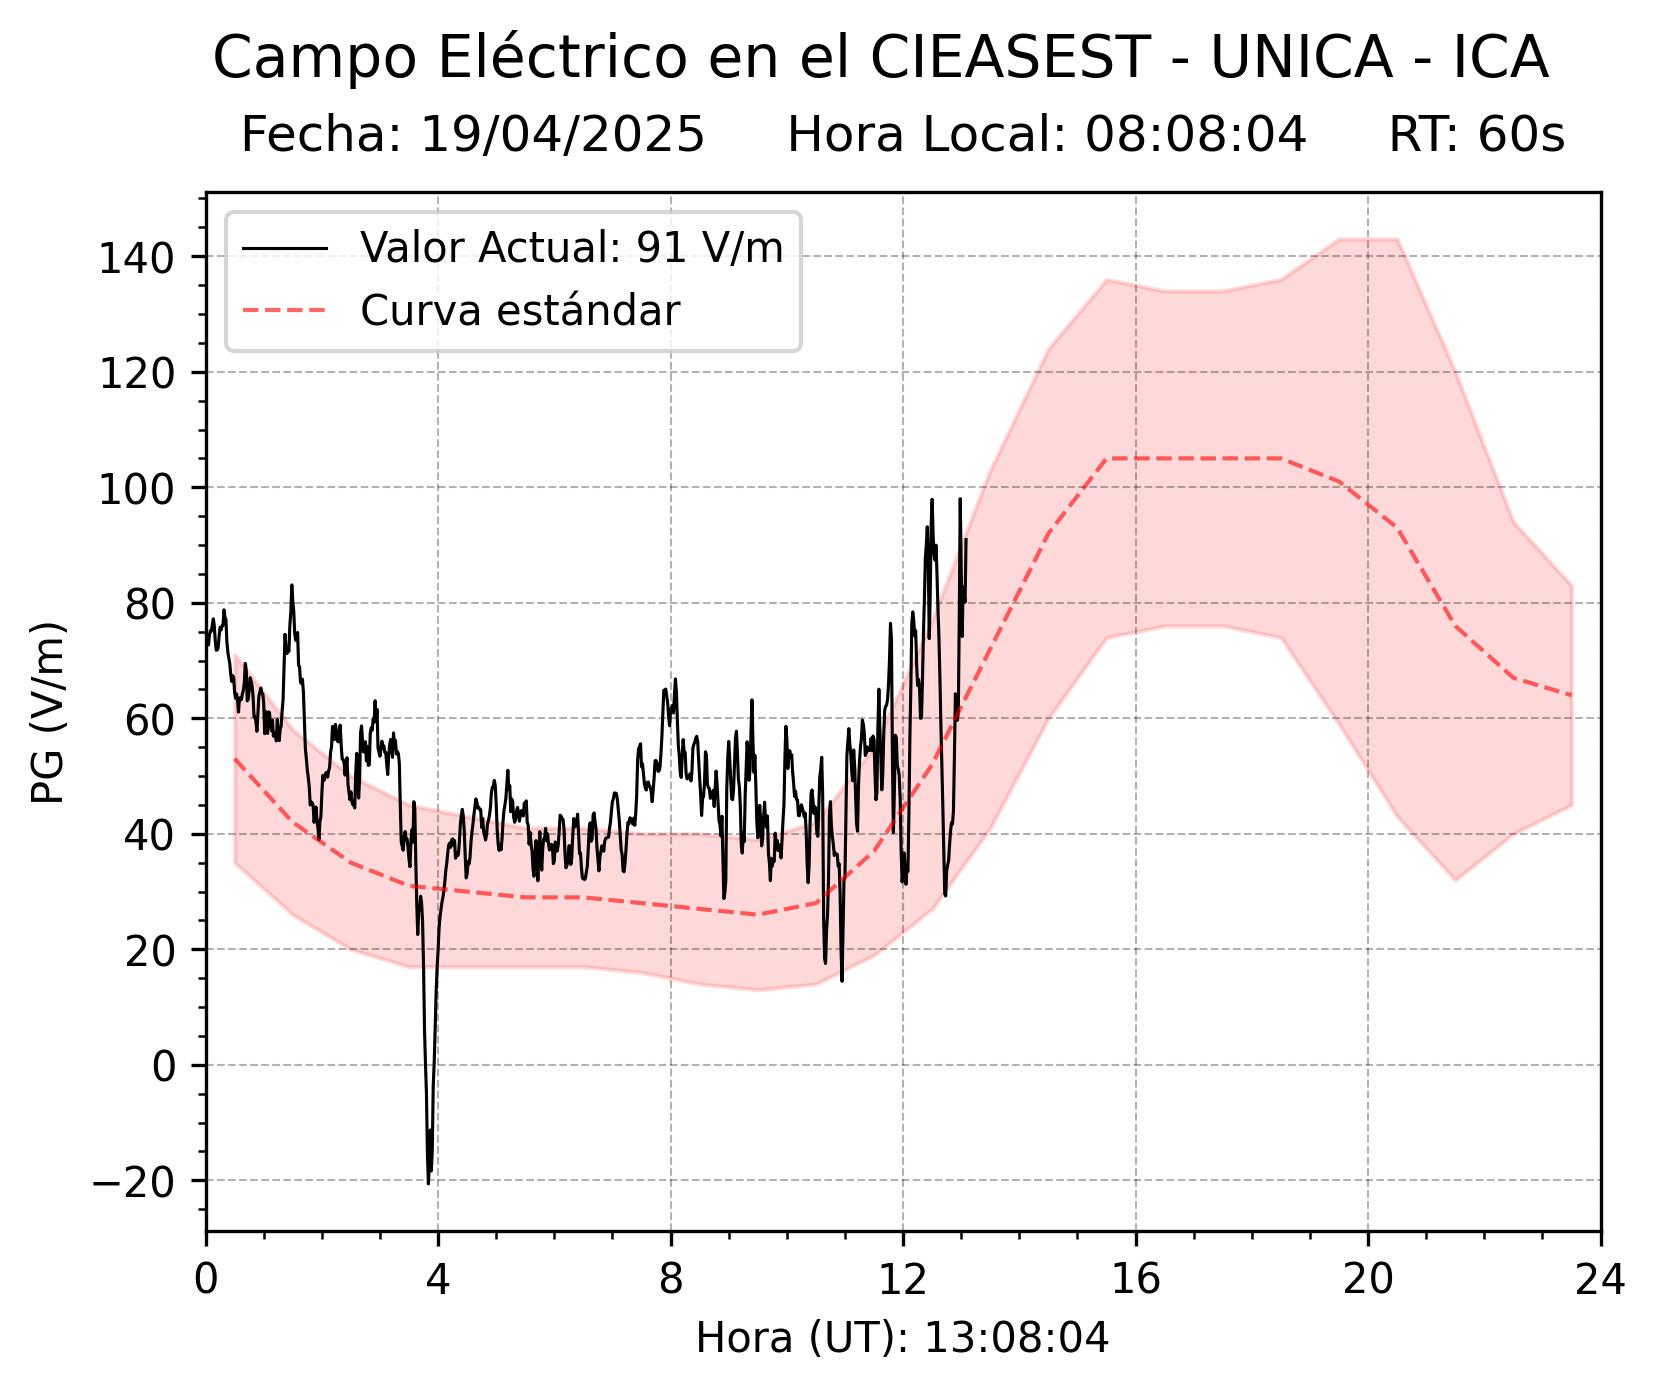 Campo Eléctrico en el CIEASEST - UNICA - ICA
Fecha: 19/04/2025 Hora Local: 08:08:04 RT: 60s
Valor Actual: 91 V/m
Curva estándar
PG (V/m)
140
120
100
80
60
40
20
0
−20
0 4 8 12 16 20 24
Hora (UT): 13:08:04